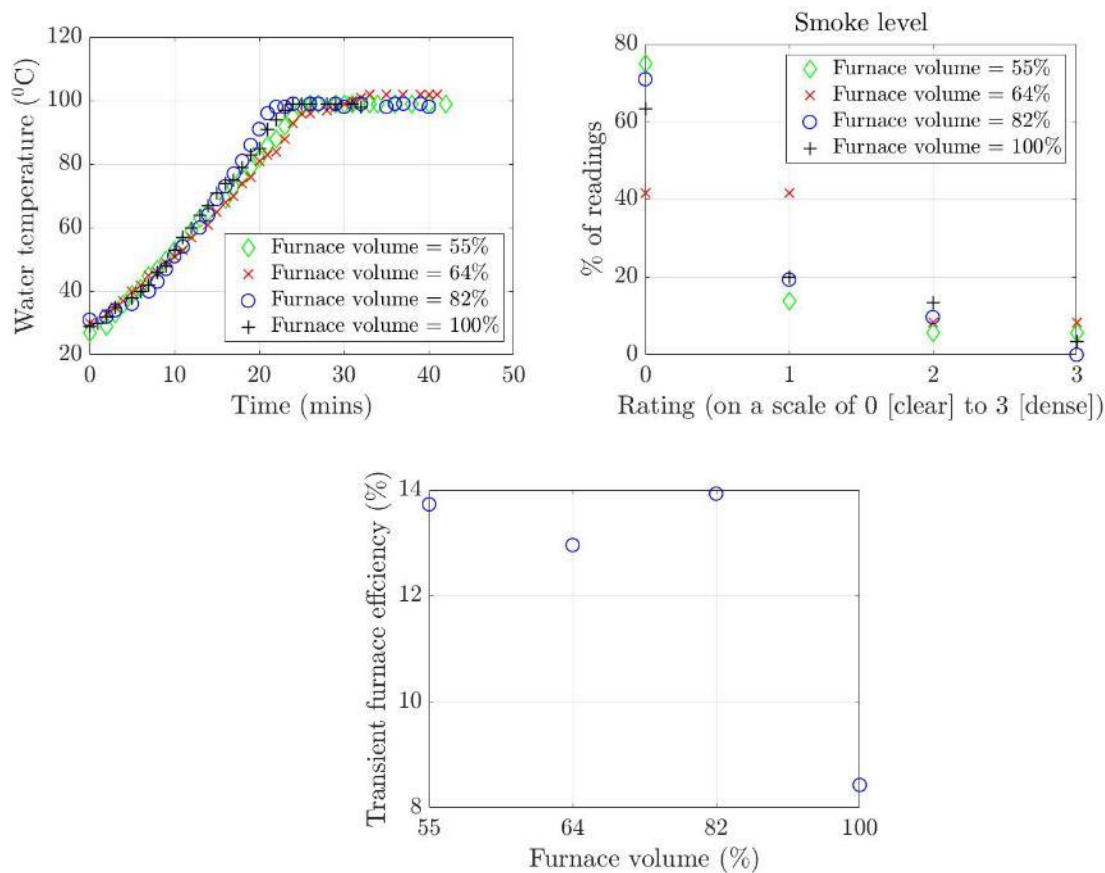 120
100
80
60
40
20
Water temperature (⁰C)
Furnace volume = 55%
Furnace volume = 64%
Furnace volume = 82%
Furnace volume = 100%
0 10 20 30 40 50
Time (mins)
Smoke level
80
60
40
20
0
% of readings
Furnace volume = 55%
Furnace volume = 64%
Furnace volume = 82%
Furnace volume = 100%
0 1 2 3
Rating (on a scale of 0 [clear] to 3 [dense])
14
12
10
8
Transient furnace effciency (%)
55 64 82 100
Furnace volume (%)